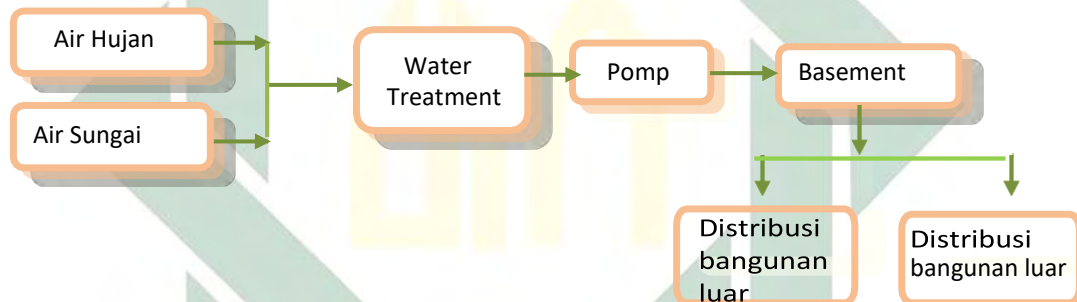 Air Hujan
Air Sungai
Water
Treatment
Pomp
Basement
Distribusi
bangunan
luar
Distribusi
bangunan luar